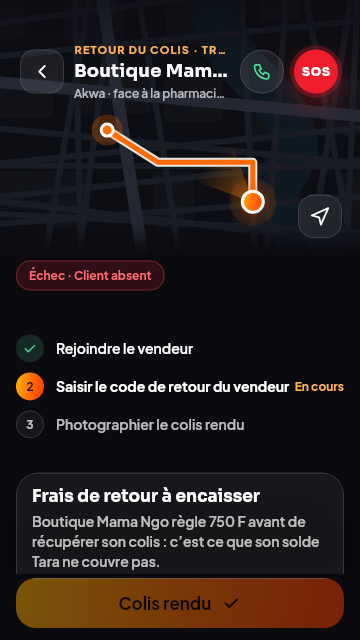 RETOUR DU COLIS · TR…
Boutique Mam…
SOS
Akwa · face à la pharmaci…
Échec · Client absent
Rejoindre le vendeur
2 Saisir le code de retour du vendeur En cours
3 Photographier le colis rendu
Frais de retour à encaisser
Boutique Mama Ngo règle 750 F avant de
récupérer son colis : c’est ce que son solde
Tara ne couvre pas.
Colis rendu